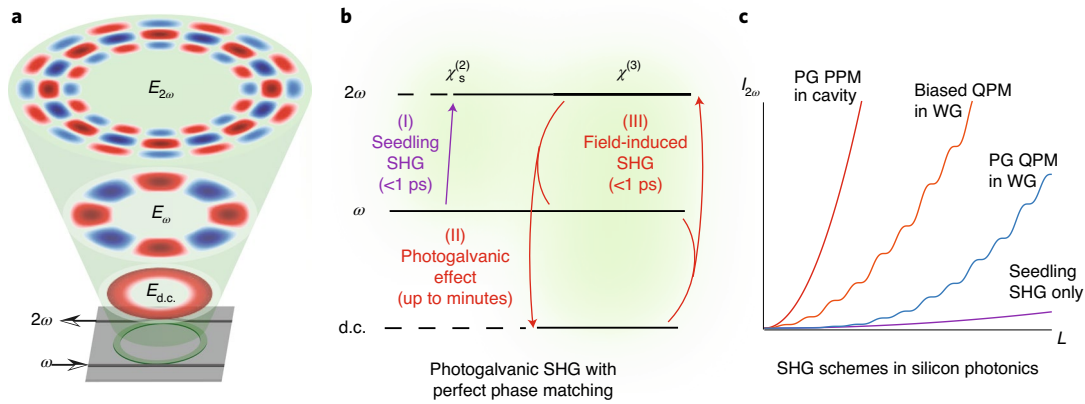 a
E2ω
Eω
Ed.c.
2ω
ω
b
χs(2)
χ(3)
2ω
(I)
Seedling
SHG
(<1 ps)
(III)
Field-induced
SHG
(<1 ps)
ω
(II)
Photogalvanic
effect
(up to minutes)
d.c.
Photogalvanic SHG with
perfect phase matching
c
I2ω
PG PPM
in cavity
Biased QPM
in WG
PG QPM
in WG
Seedling
SHG only
L
SHG schemes in silicon photonics